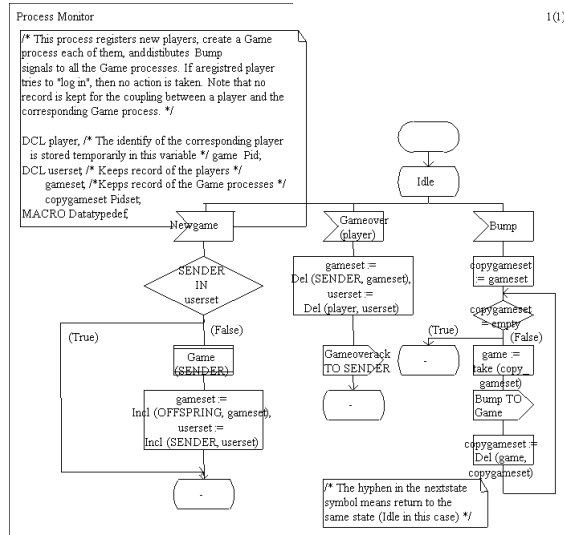 Process Monitor
1(1)
/* This process registers new players, create a Game
process each of them, anddistibutes  Bump
signals to all the Game processes. If aregistred player
tries to "log in", then no action is taken. Note that no
record is kept for the coupling between a player and the
corresponding Game process. */
DCL player, /* The identify of the corresponding player
is stored temporarily in this variable */ game  Pid;
DCL userset, /* Keepps record of the players */
gameset, /*Kepps record of the Game processes */
copygameset Pidset;
MACRO Datatypedef;
Idle
Newgame
Gameover
(player)
Bump
SENDER
IN
userset
gameset :=
Del (SENDER, gameset),
userset :=
Del (player, userset)
copygameset
:= gameset
copygameset
= empty
(True)
(False)
(True)
(False)
Game
(SENDER)
Gameoverack
TO SENDER
-
game :=
take (copy_
gameset)
gameset :=
Incl (OFFSPRING, gameset),
userset :=
Incl (SENDER, userset)
-
Bump TO
Game
copygameset :=
Del (game,
copygameset)
-
/* The hyphen in the nextstate
symbol means return to the
same state (Idle in this case) */